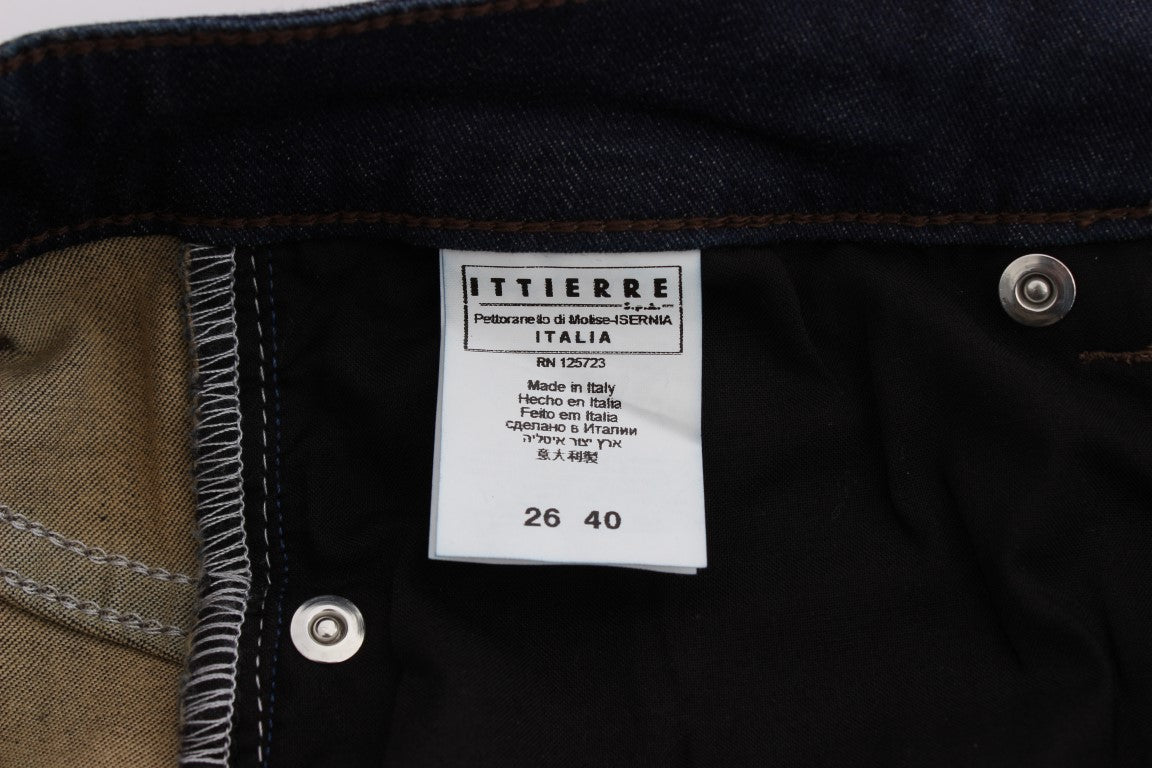 ITTIERRE
S.p.A.
Pettoranello di Molise-ISERNIA
ITALIA
RN 125723
Made in Italy
Hecho en Italia
Feito em Italia
сделано в Италии
ארץ יצור איטליה
意大利製
26 40